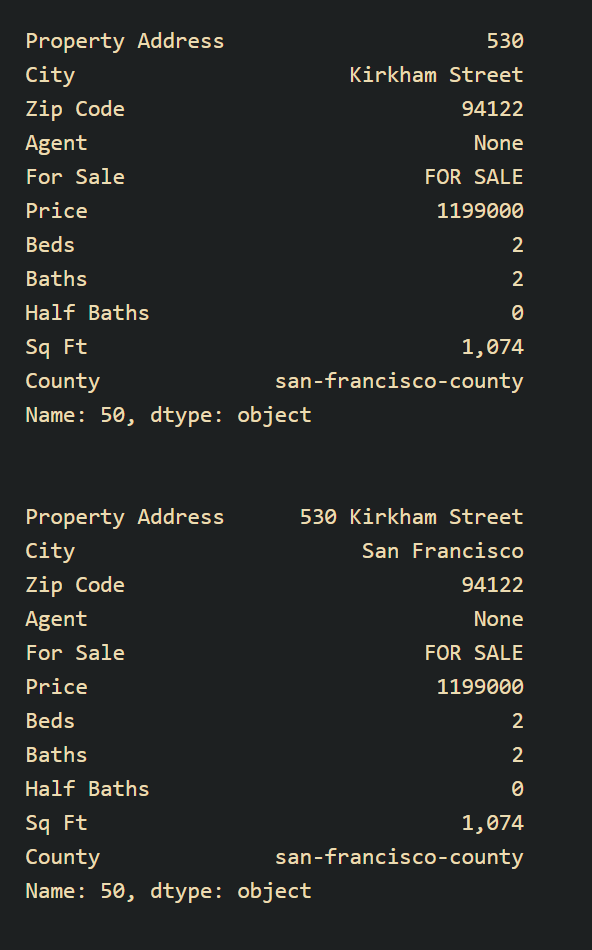 Property Address 530
City Kirkham Street
Zip Code 94122
Agent None
For Sale FOR SALE
Price 1199000
Beds 2
Baths 2
Half Baths 0
Sq Ft 1,074
County san-francisco-county
Name: 50, dtype: object
Property Address 530 Kirkham Street
City San Francisco
Zip Code 94122
Agent None
For Sale FOR SALE
Price 1199000
Beds 2
Baths 2
Half Baths 0
Sq Ft 1,074
County san-francisco-county
Name: 50, dtype: object